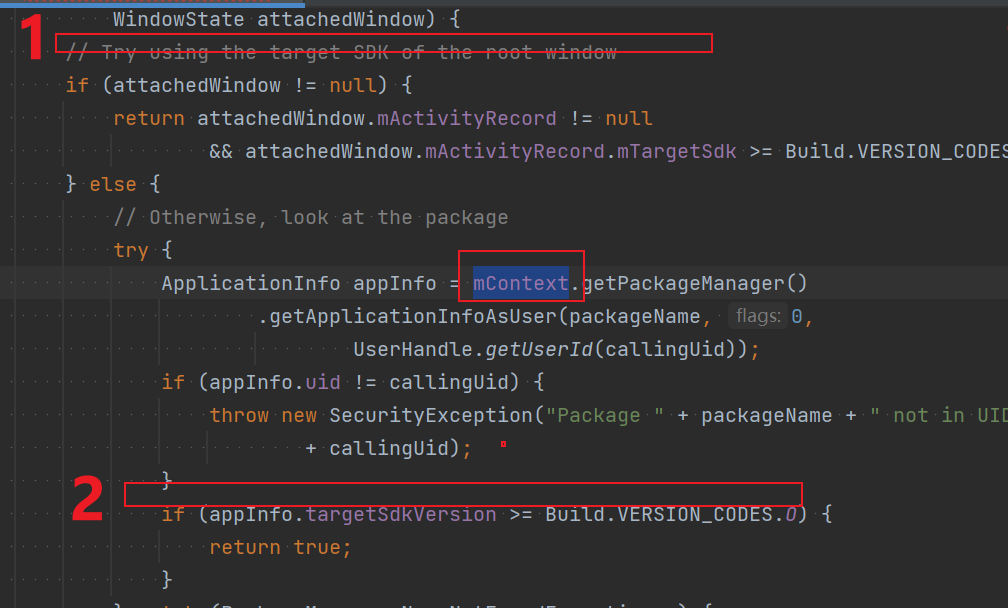 WindowState attachedWindow) {
1
// Try using the target SDK of the root window
if (attachedWindow != null) {
return attachedWindow.mActivityRecord != null
&& attachedWindow.mActivityRecord.mTargetSdk >= Build.VERSION_CODES
} else {
// Otherwise, look at the package
try {
ApplicationInfo appInfo = mContext.getPackageManager()
.getApplicationInfoAsUser(packageName, flags: 0,
UserHandle.getUserId(callingUid));
if (appInfo.uid != callingUid) {
throw new SecurityException("Package " + packageName + " not in UID
+ callingUid);
}
2
if (appInfo.targetSdkVersion >= Build.VERSION_CODES.O) {
return true;
}